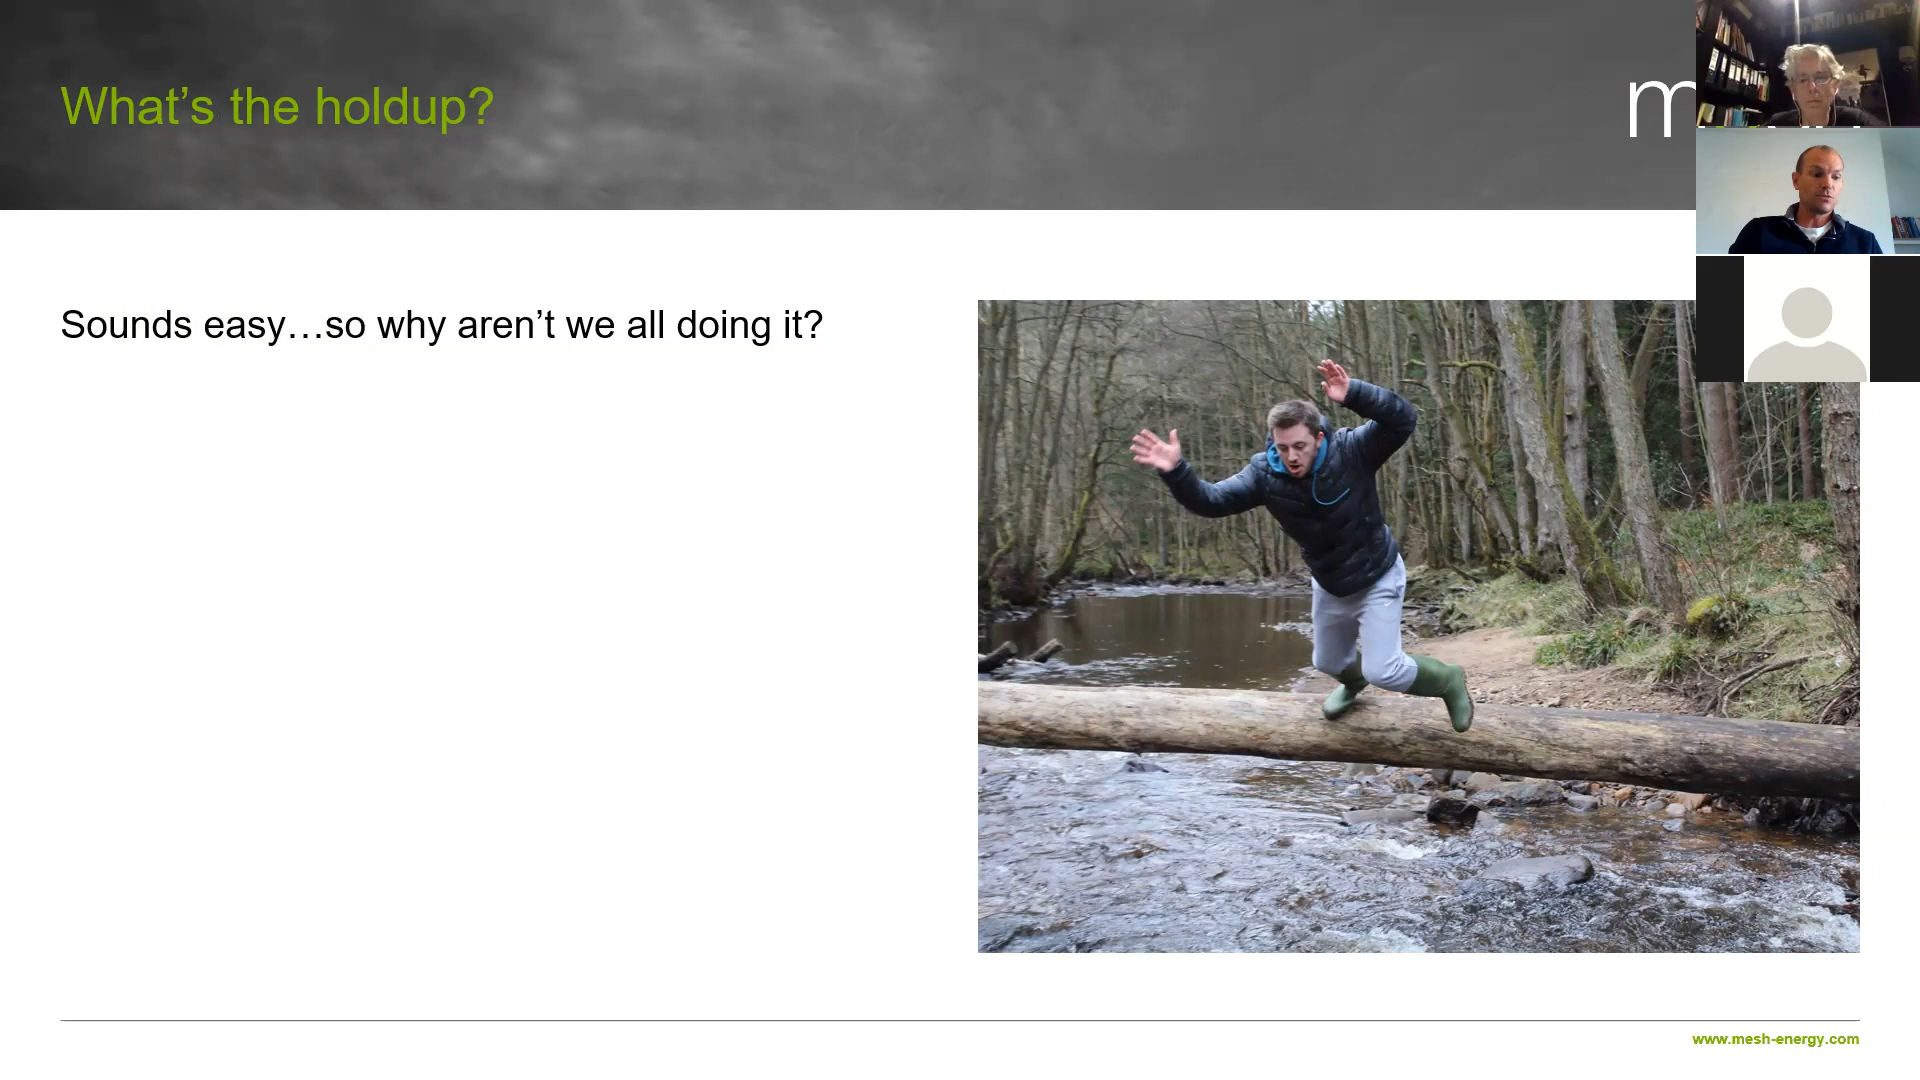 What’s the holdup?
m
Sounds easy…so why aren’t we all doing it?
www.mesh-energy.com